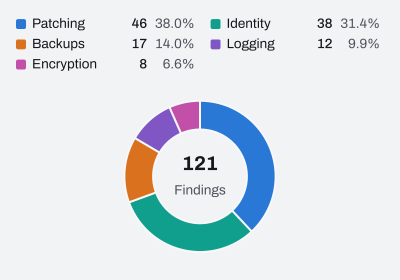 Patching 46 38.0% Identity 38 31.4%
Backups 17 14.0% Logging 12 9.9%
Encryption 8 6.6%
121
Findings